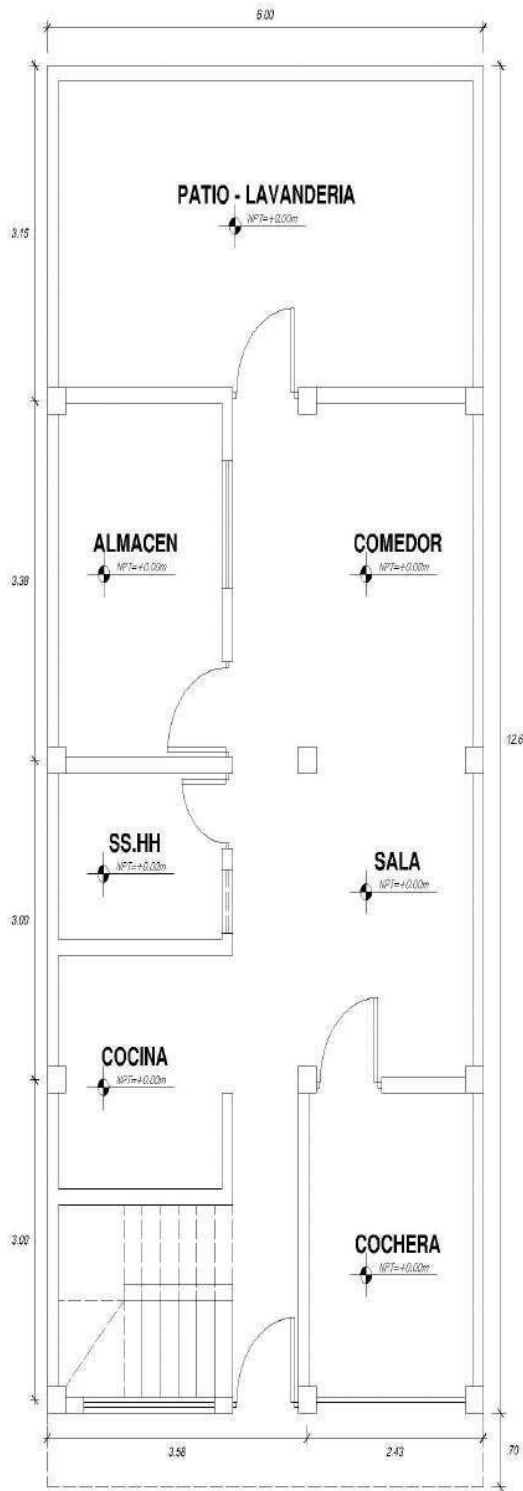 6.00
PATIO - LAVANDERIA
NPT=+0.00m
3.15
ALMACEN
NPT=+0.00m
COMEDOR
NPT=+0.00m
3.38
12.6
SS.HH
NPT=+0.00m
SALA
NPT=+0.00m
3.00
COCINA
NPT=+0.00m
3.00
COCHERA
NPT=+0.00m
3.58
2.43
.70